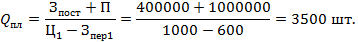 Qпл = (Зпост + П) / (Ц1 − Зпер1) = (400000 + 1000000) / (1000 − 600) = 3500 шт.